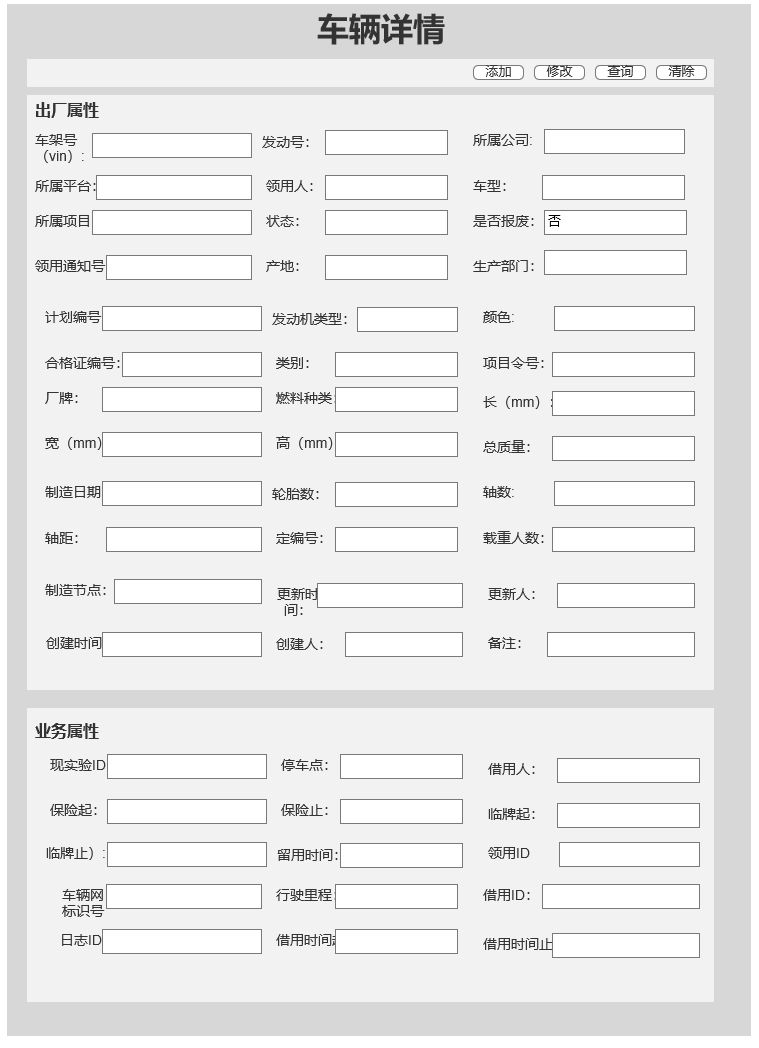 车辆详情
添加 修改 查询 清除
出厂属性
车架号
（vin）:
发动号：
所属公司:
所属平台:
领用人：
车型：
所属项目
状态：
是否报废： 否
领用通知号
产地：
生产部门：
计划编号
发动机类型：
颜色:
合格证编号：
类别：
项目令号：
厂牌：
燃料种类
长（mm）:
宽（mm）
高（mm）
总质量：
制造日期
轮胎数：
轴数:
轴距：
定编号：
载重人数：
制造节点：
更新时
间：
更新人：
创建时间
创建人：
备注：
业务属性
现实验ID
停车点：
借用人：
保险起：
保险止：
临牌起：
临牌止）:
留用时间：
领用ID
车辆网
标识号
行驶里程
借用ID：
日志ID
借用时间起
借用时间止